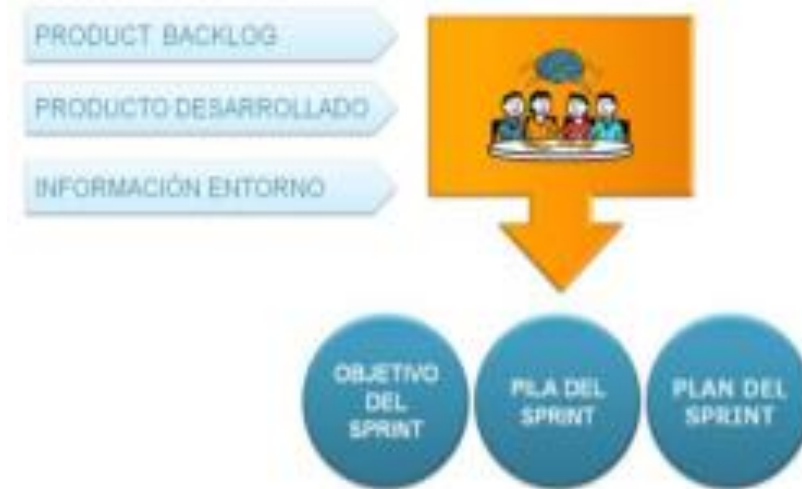 PRODUCT BACKLOG
PRODUCTO DESARROLLADO
INFORMACIÓN ENTORNO
OBJETIVO
DEL
SPRINT
PILA DEL
SPRINT
PLAN DEL
SPRINT